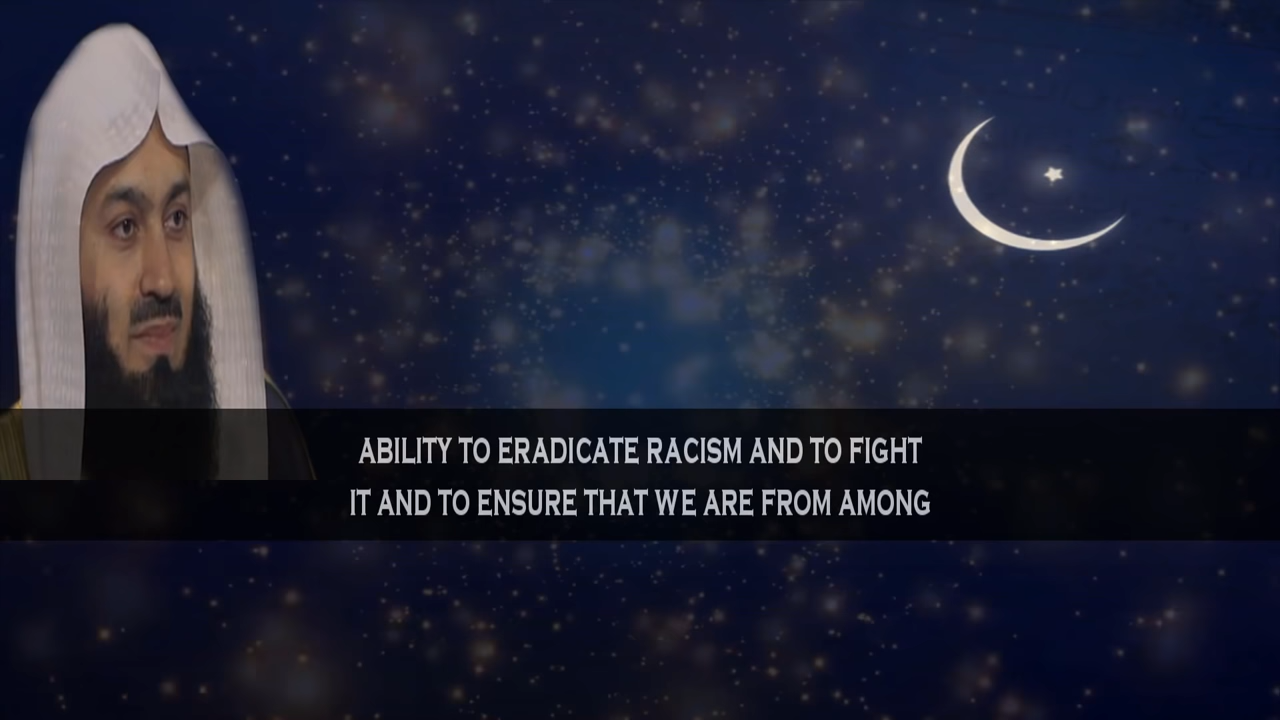 ABILITY TO ERADICATE RACISM AND TO FIGHT
IT AND TO ENSURE THAT WE ARE FROM AMONG